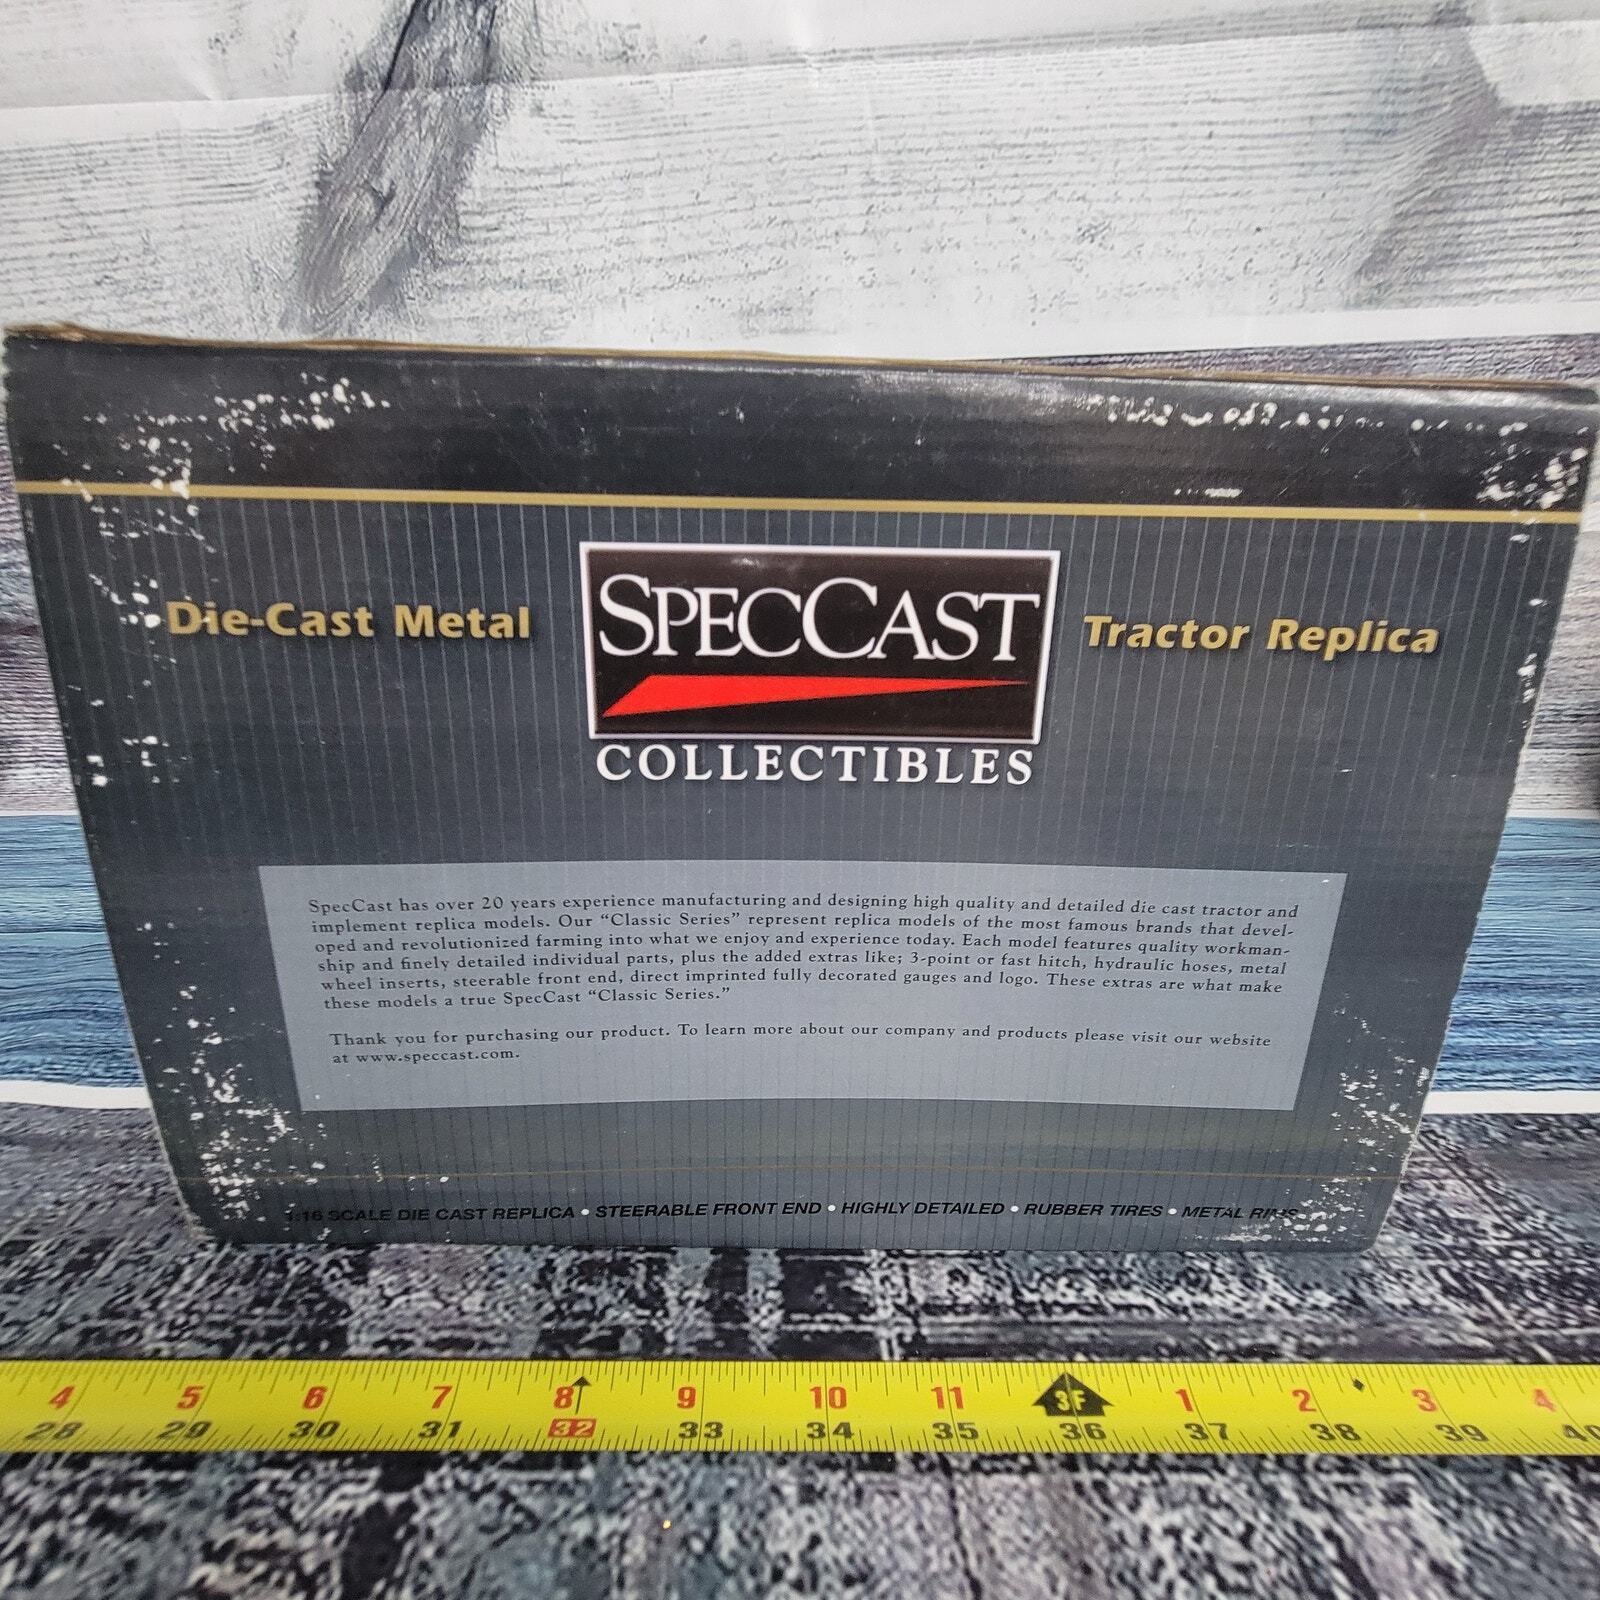 Die-Cast Metal
SPECCAST
COLLECTIBLES
Tractor Replica
SpecCast has over 20 years experience manufacturing and designing high quality and detailed die cast tractor and
implement replica models. Our “Classic Series” represent replica models of the most famous brands that devel-
oped and revolutionized farming into what we enjoy and experience today. Each model features quality workman-
ship and finely detailed individual parts, plus the added extras like; 3-point or fast hitch, hydraulic hoses, metal
wheel inserts, steerable front end, direct imprinted fully decorated gauges and logo. These extras are what make
these models a true SpecCast “Classic Series.”
Thank you for purchasing our product. To learn more about our company and products please visit our website
at www.speccast.com.
1:16 SCALE DIE CAST REPLICA • STEERABLE FRONT END • HIGHLY DETAILED • RUBBER TIRES • METAL RIMS
4 5 6 7 8 9 10 11 3F 1 2 3 4
28 29 30 31 32 33 34 35 36 37 38 39 40